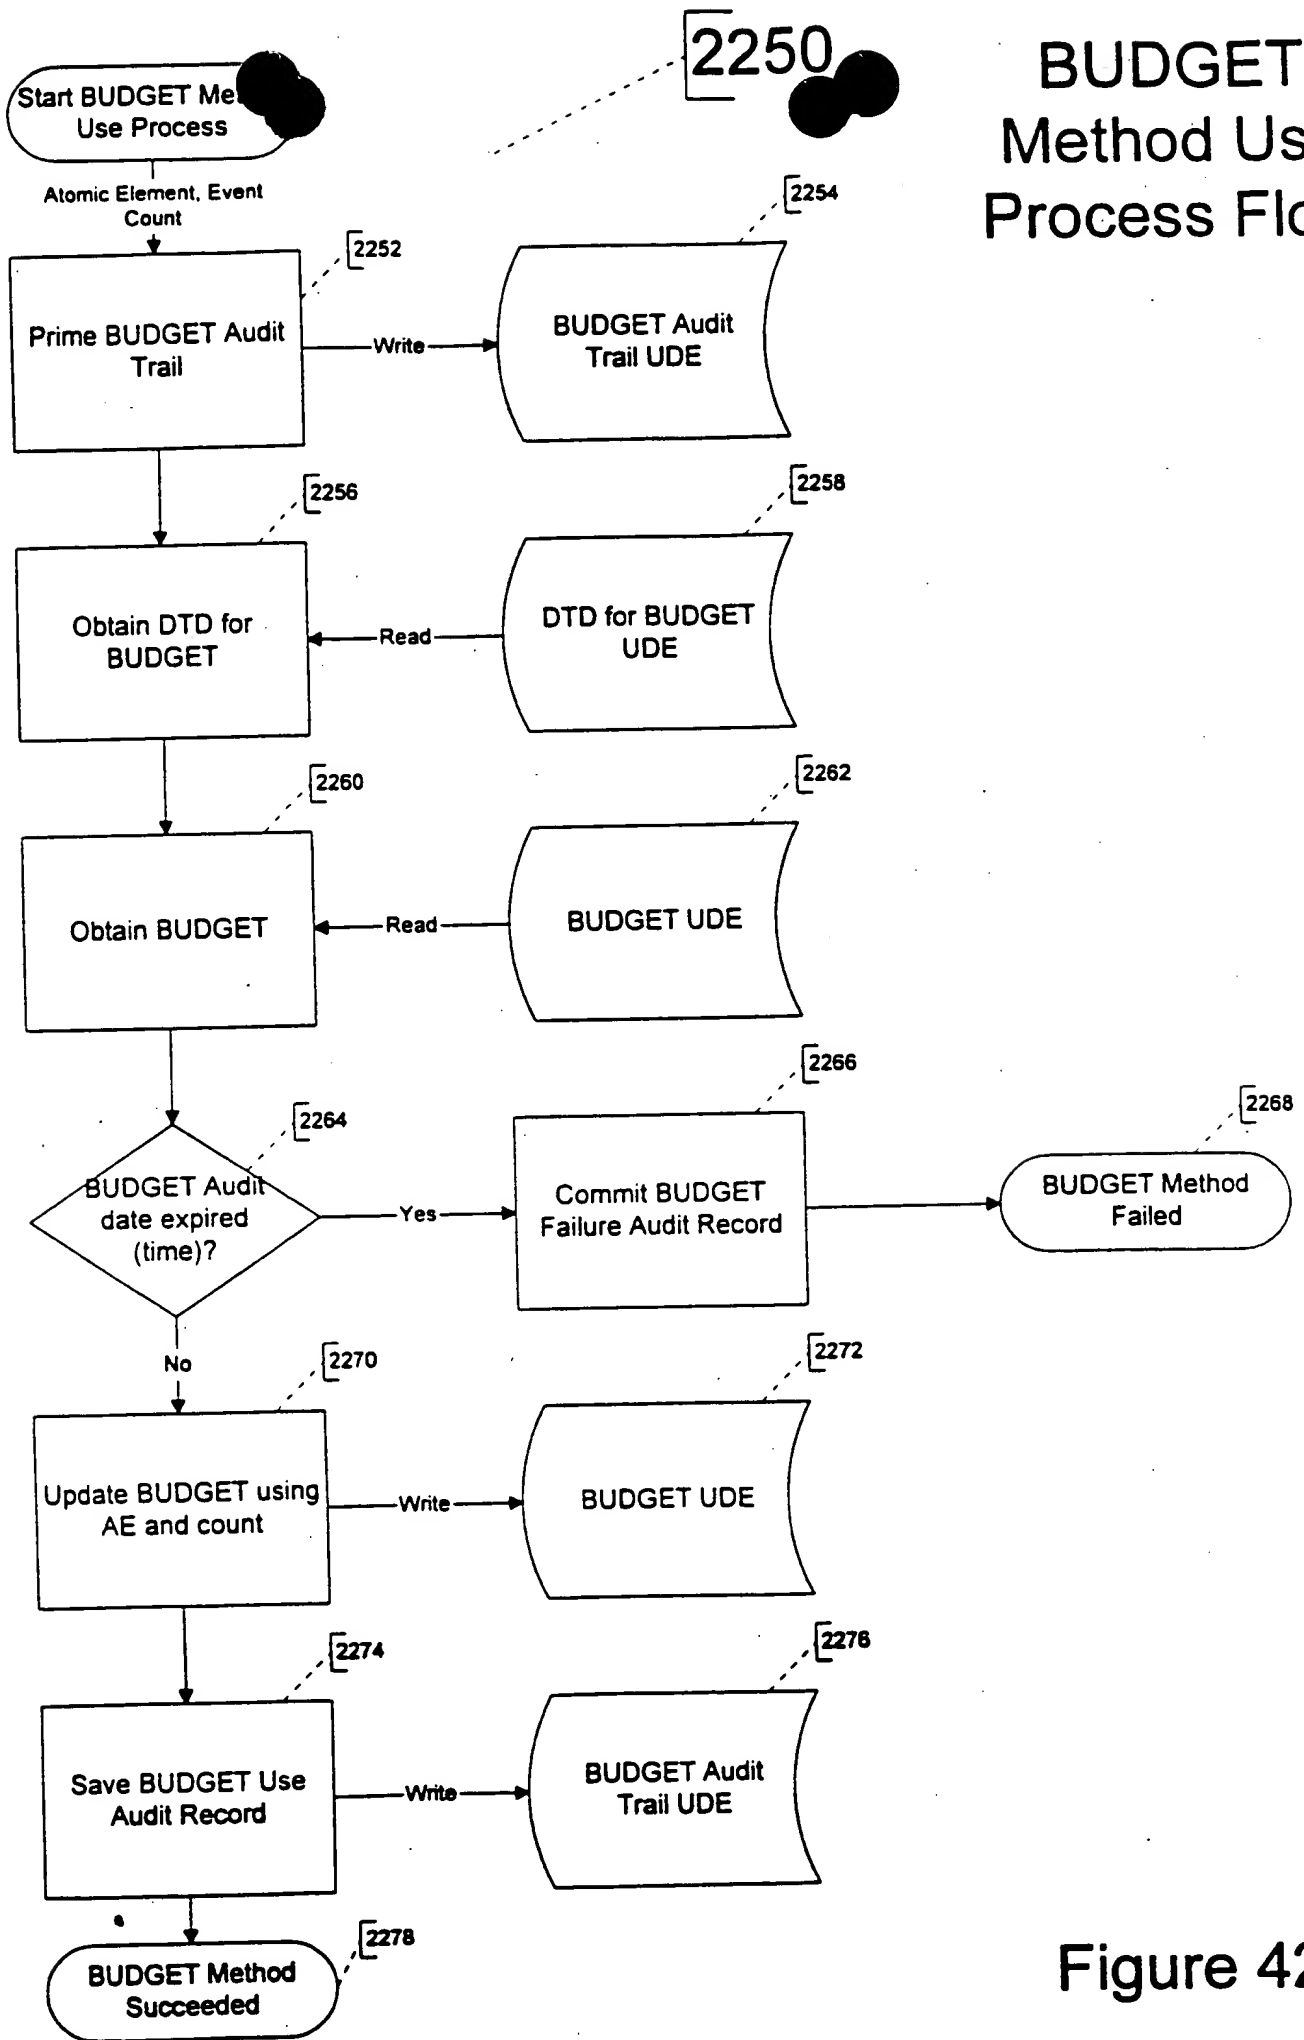 2250
BUDGET
Method Us
Process Flo
Start BUDGET Me
Use Process
Atomic Element, Event
Count
2252
2254
Prime BUDGET Audit
Trail
Write
BUDGET Audit
Trail UDE
2256
2258
Obtain DTD for
BUDGET
Read
DTD for BUDGET
UDE
2260
2262
Obtain BUDGET
Read
BUDGET UDE
2264
2266
2268
BUDGET Audit
date expired
(time)?
Yes
Commit BUDGET
Failure Audit Record
BUDGET Method
Failed
No
2270
2272
Update BUDGET using
AE and count
Write
BUDGET UDE
2274
2276
Save BUDGET Use
Audit Record
Write
BUDGET Audit
Trail UDE
2278
BUDGET Method
Succeeded
Figure 42